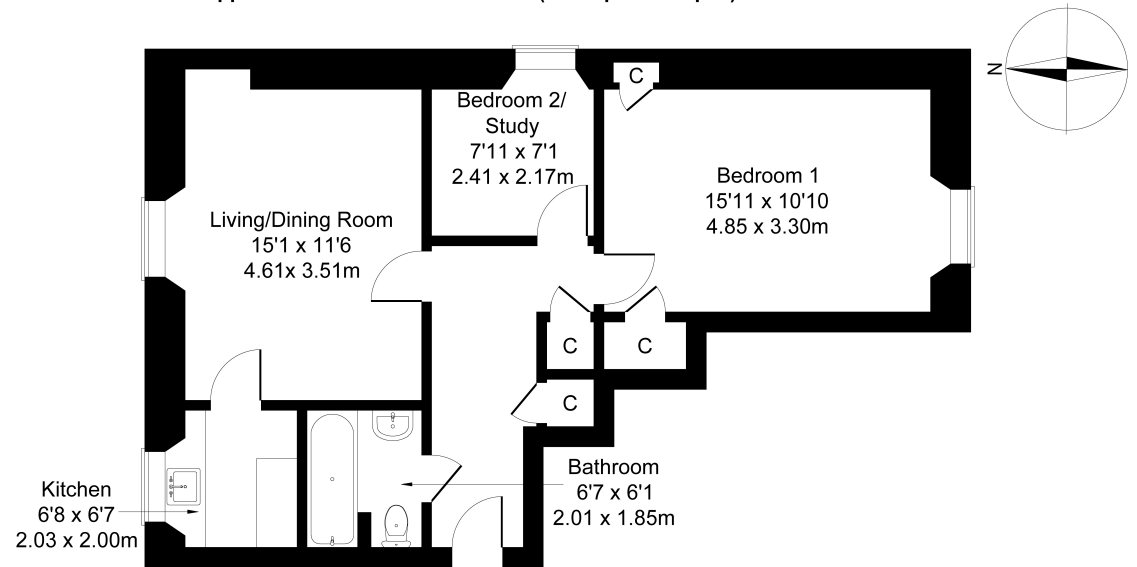 N
C
Bedroom 2/
Study
7'11 x 7'1
2.41 x 2.17m
Bedroom 1
15'11 x 10'10
4.85 x 3.30m
Living/Dining Room
15'1 x 11'6
4.61x 3.51m
C
C
C
Bathroom
6'7 x 6'1
2.01 x 1.85m
Kitchen
6'8 x 6'7
2.03 x 2.00m